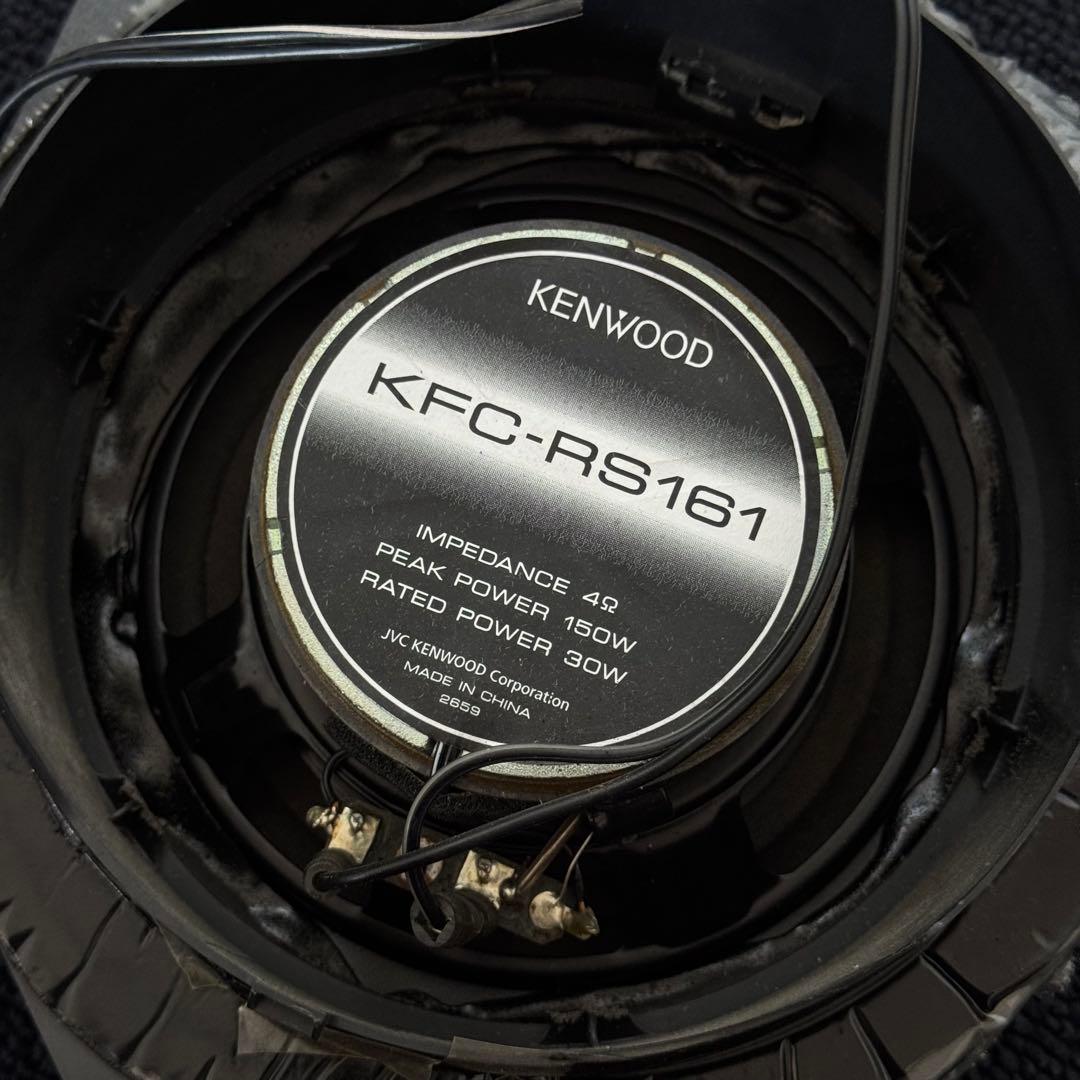 KENWOOD
KFC-RS161
IMPEDANCE 4Ω
PEAK POWER 150W
RATED POWER 30W
JVC KENWOOD Corporation
MADE IN CHINA
2659